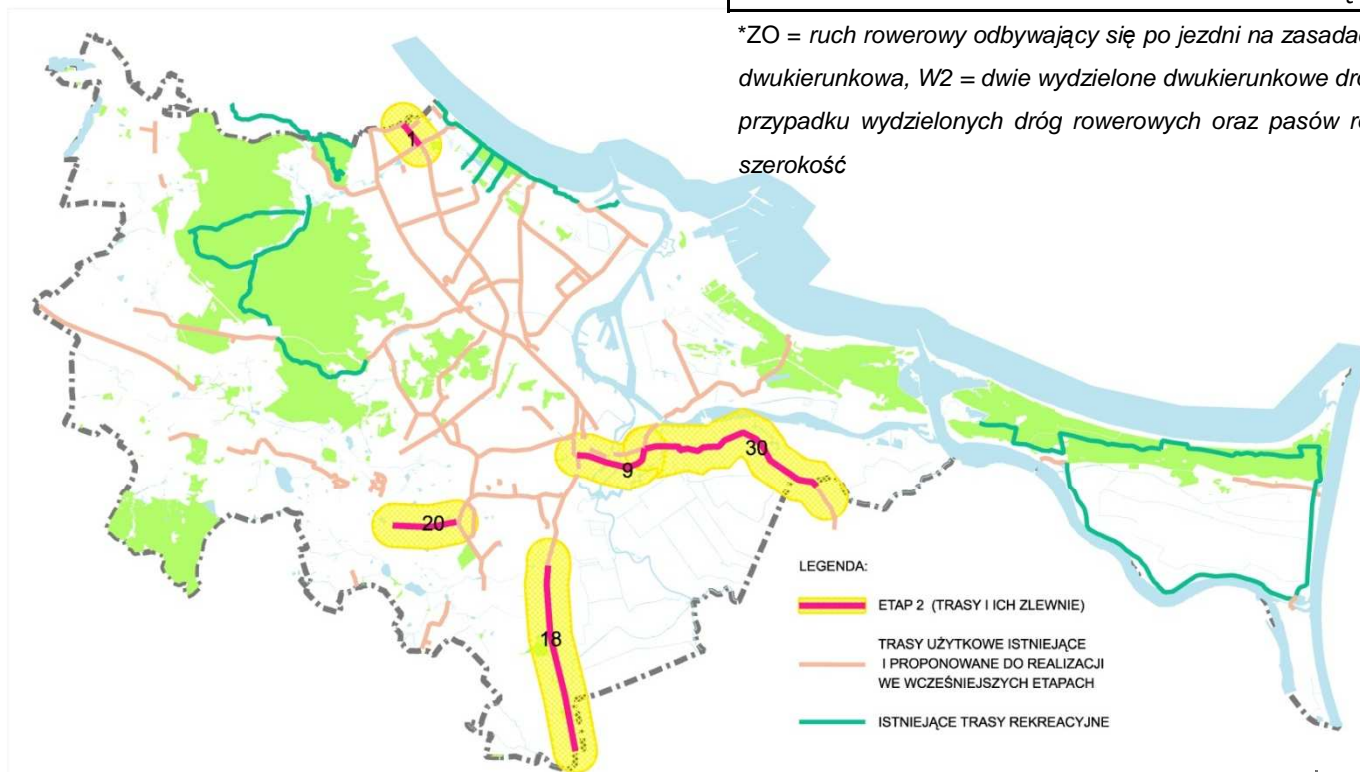 *ZO = ruch rowerowy odbywający się po jezdni na zasadac
dwukierunkowa, W2 = dwie wydzielone dwukierunkowe dro
przypadku wydzielonych dróg rowerowych oraz pasów ro
szerokość
1
9
30
20
18
LEGENDA:
ETAP 2 (TRASY I ICH ZLEWNIE)
TRASY UŻYTKOWE ISTNIEJĄCE
I PROPONOWANE DO REALIZACJI
WE WCZEŚNIEJSZYCH ETAPACH
ISTNIEJĄCE TRASY REKREACYJNE